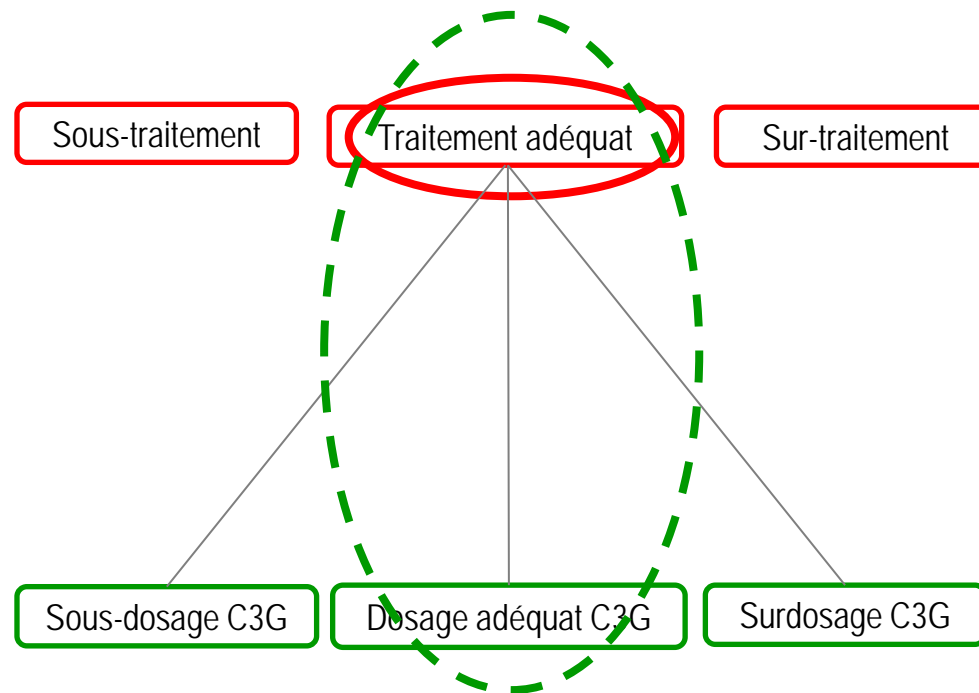 Sous-traitement
Traitement adéquat
Sur-traitement
Sous-dosage C3G
Dosage adéquat C3G
Surdosage C3G